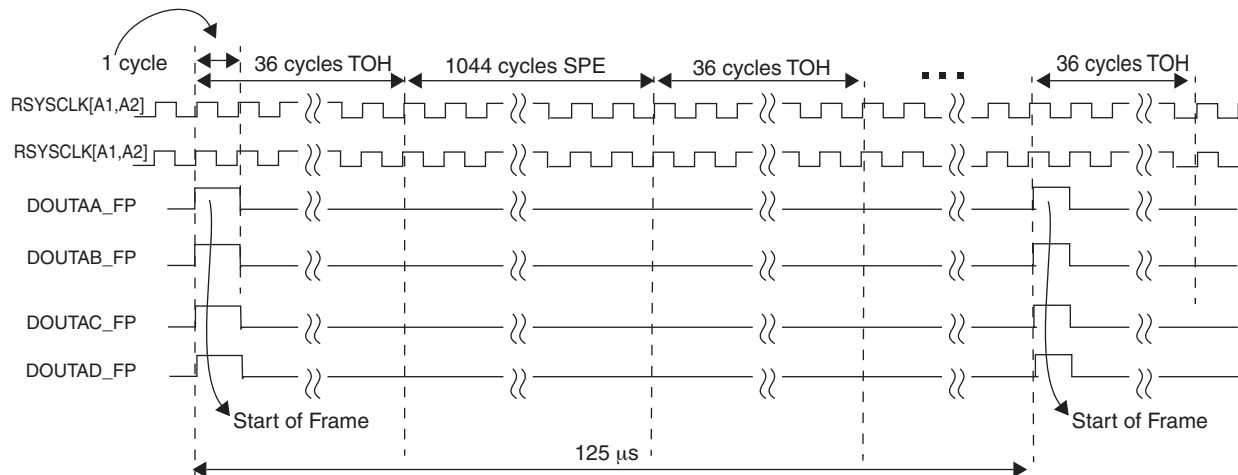 1 cycle
36 cycles TOH
1044 cycles SPE
36 cycles TOH
36 cycles TOH
RSYSCLK[A1,A2]
RSYSCLK[A1,A2]
DOUTAA_FP
DOUTAB_FP
DOUTAC_FP
DOUTAD_FP
Start of Frame
Start of Frame
125 μs